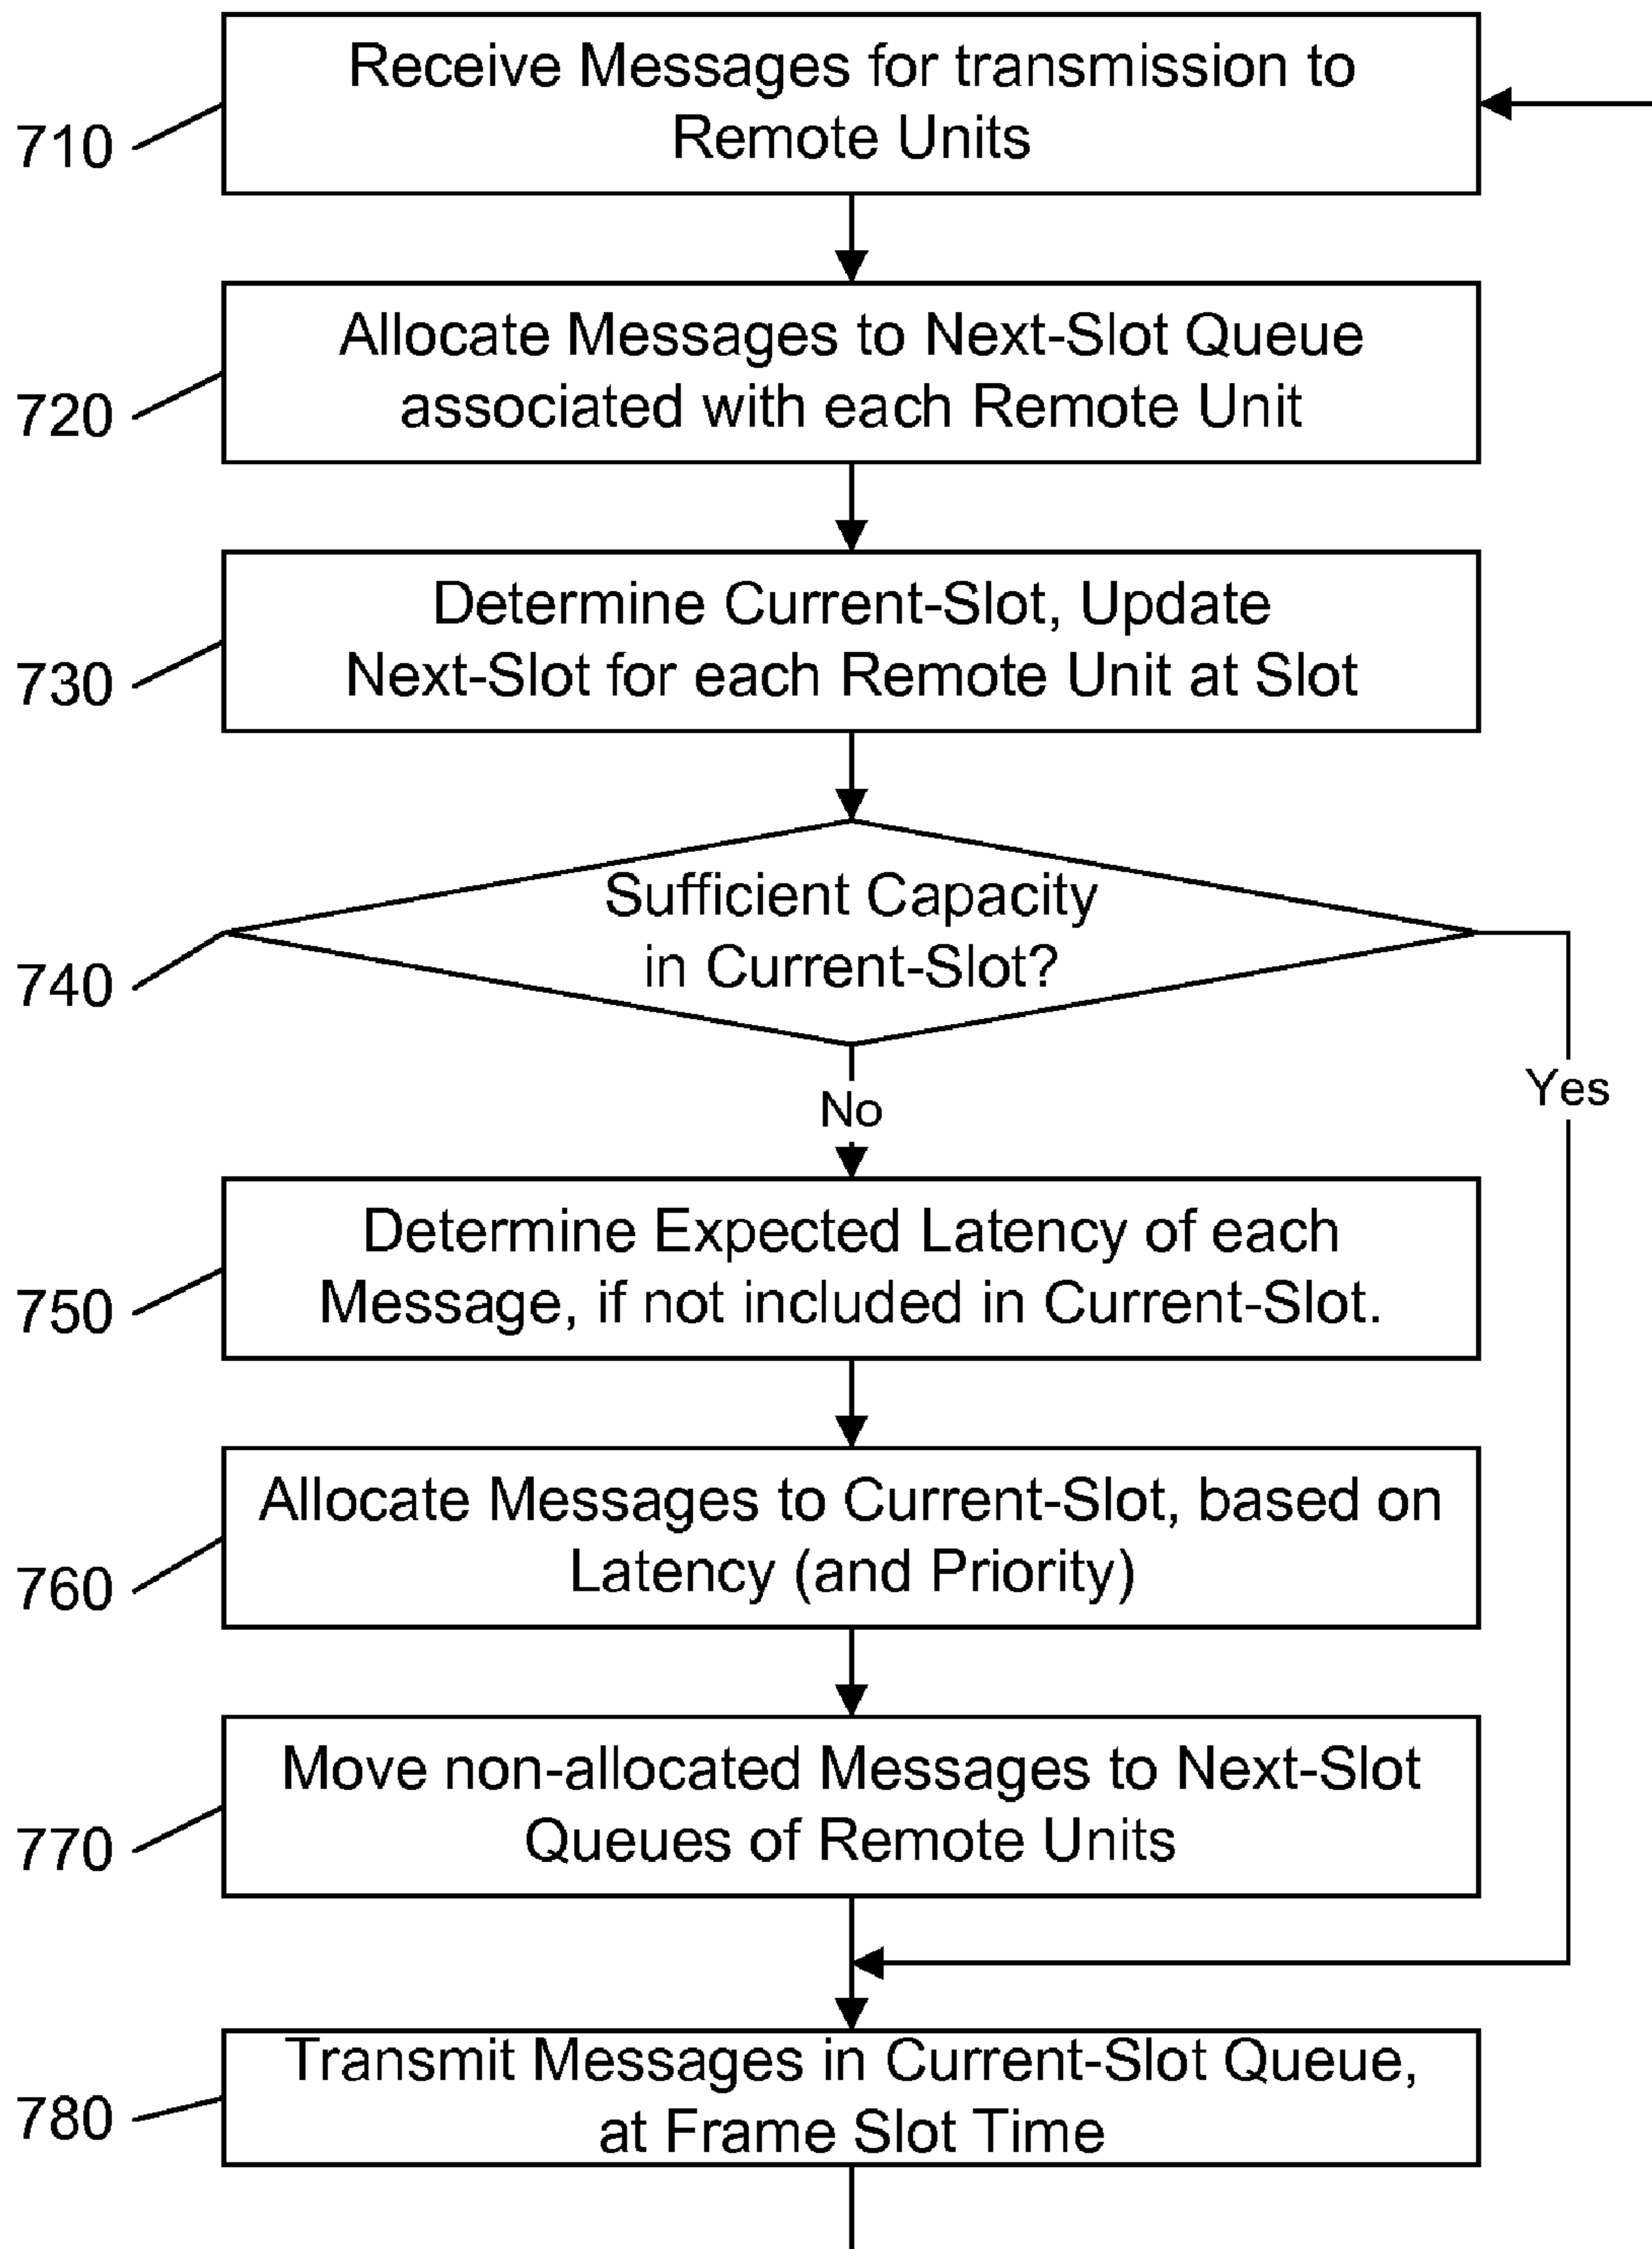 Receive Messages for transmission to
Remote Units
710
Allocate Messages to Next-Slot Queue
associated with each Remote Unit
720
Determine Current-Slot, Update
Next-Slot for each Remote Unit at Slot
730
Sufficient Capacity
in Current-Slot?
740
Yes
No
Determine Expected Latency of each
Message, if not included in Current-Slot.
750
Allocate Messages to Current-Slot, based on
Latency (and Priority)
760
Move non-allocated Messages to Next-Slot
Queues of Remote Units
770
Transmit Messages in Current-Slot Queue,
at Frame Slot Time
780